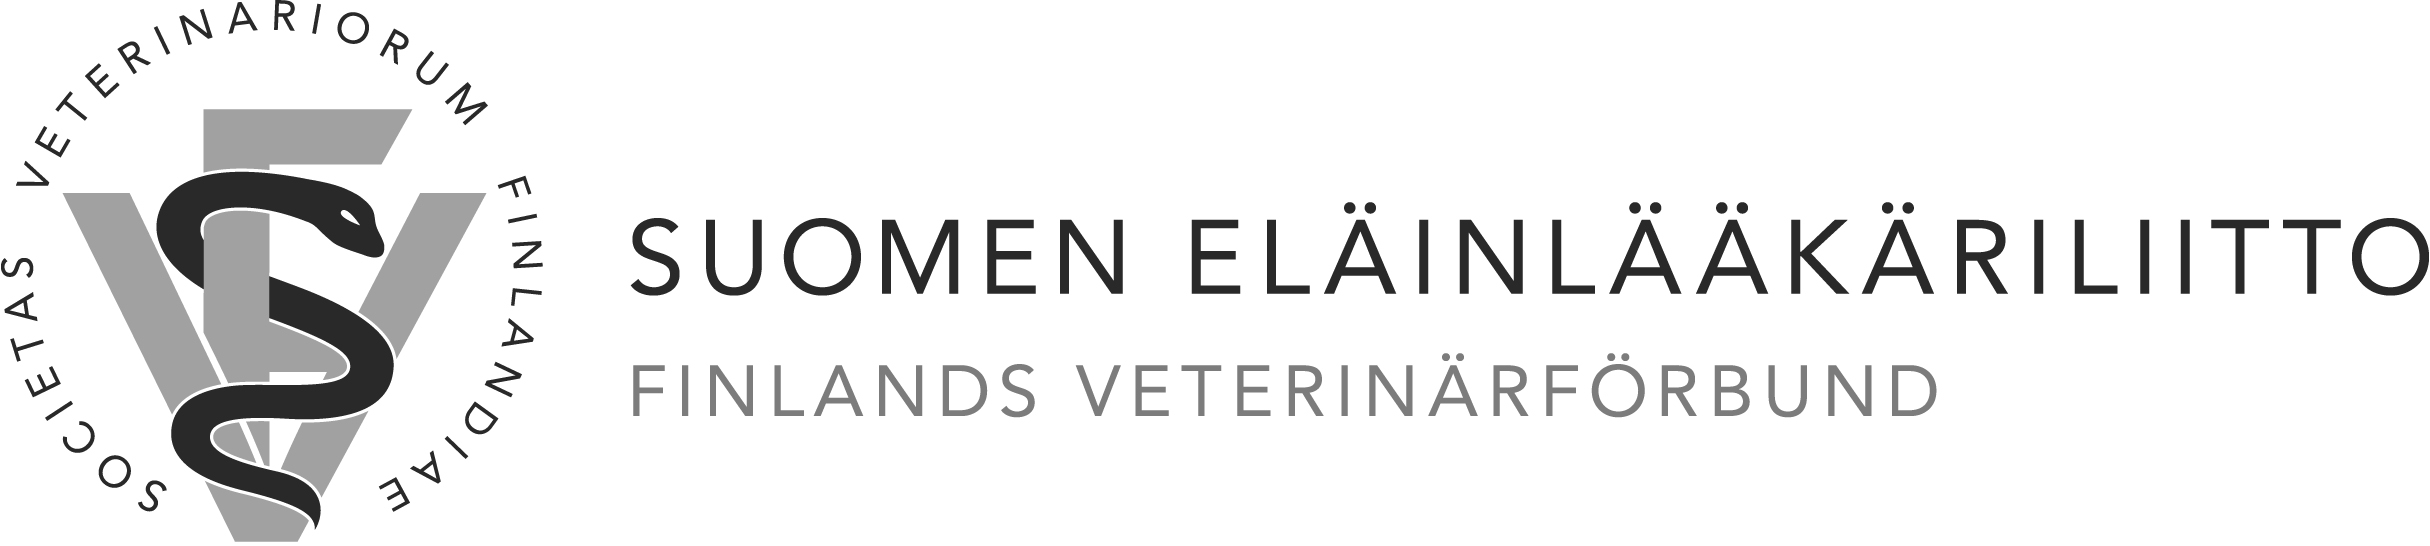 SOCIETAS VETERINARIORUM FINLANDIAE
SUOMEN ELÄINLÄÄKÄRILIITTO
FINLANDS VETERINÄRFÖRBUND